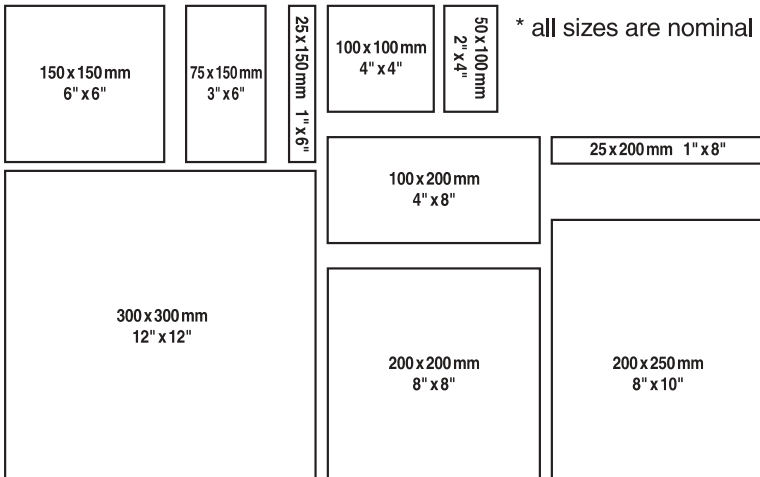 150 x 150 mm
6" x 6"
75 x 150 mm
3" x 6"
25 x 150 mm 1" x 6"
100 x 100 mm
4" x 4"
50 x 100 mm
2" x 4"
* all sizes are nominal
100 x 200 mm
4" x 8"
25 x 200 mm 1" x 8"
300 x 300 mm
12" x 12"
200 x 200 mm
8" x 8"
200 x 250 mm
8" x 10"